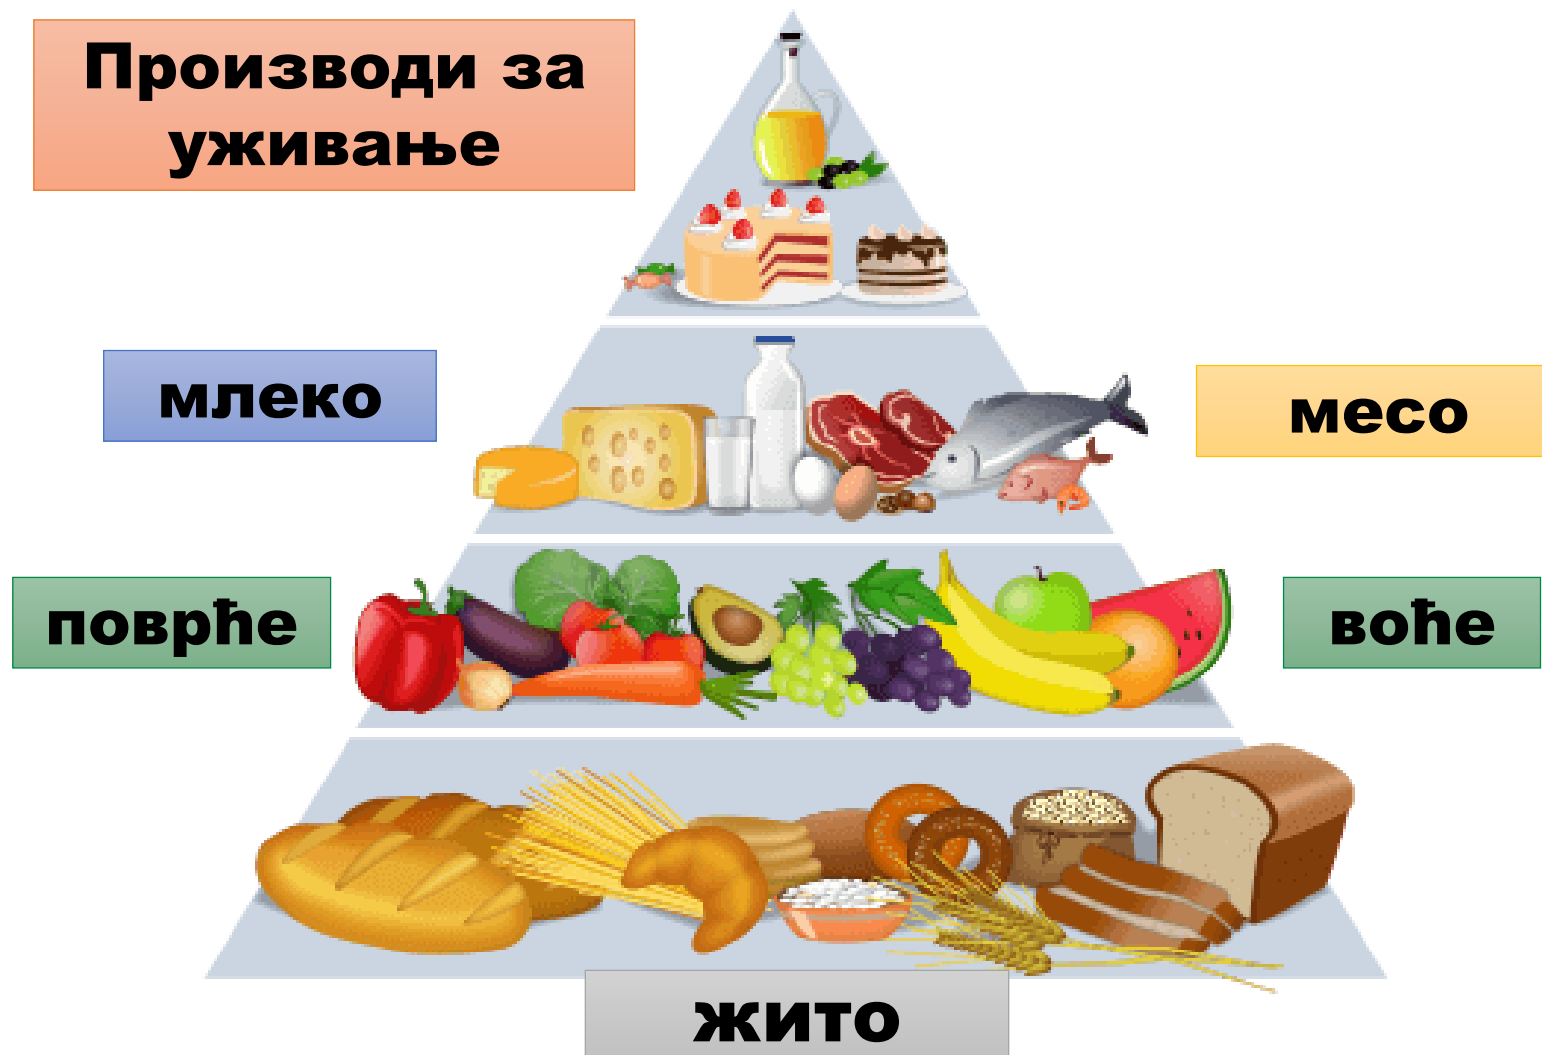 Производи за
уживање
млеко
месо
поврће
воће
жито